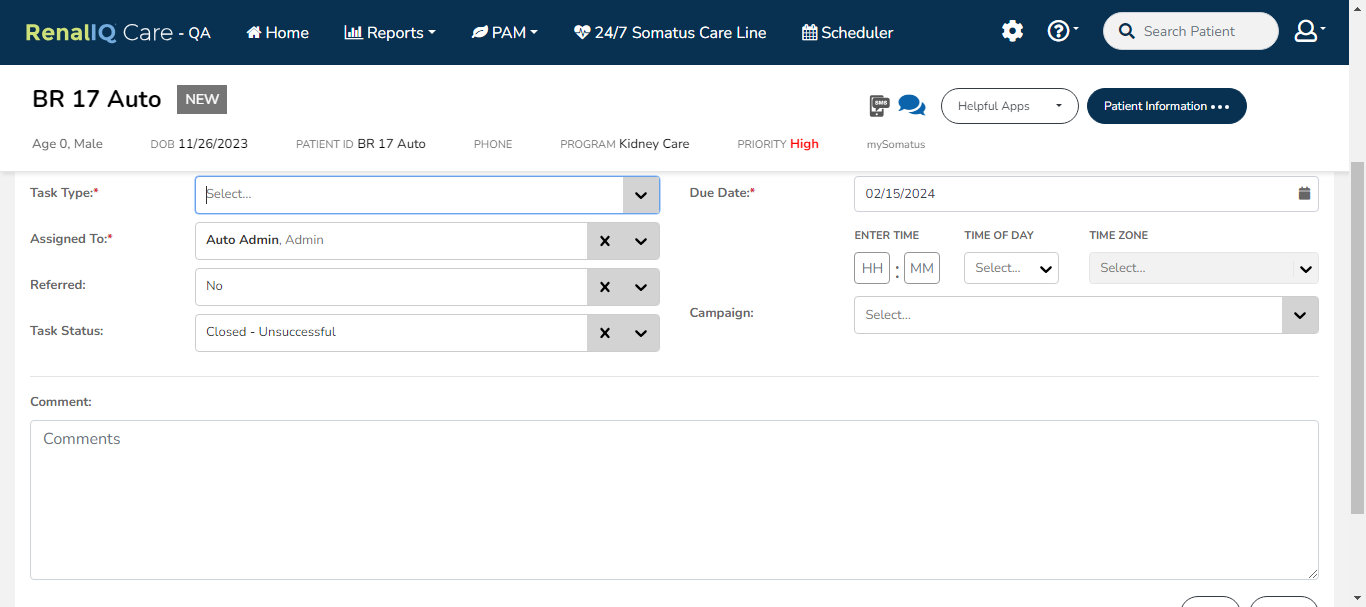 RenalIQ Care - QA Home Reports PAM 24/7 Somatus Care Line Scheduler Search Patient
BR 17 Auto NEW
SMS Helpful Apps Patient Information
Age 0, Male DOB 11/26/2023 PATIENT ID BR 17 Auto PHONE PROGRAM Kidney Care PRIORITY High mySomatus
Task Type:* Select... Due Date:* 02/15/2024
Assigned To:* Auto Admin, Admin
ENTER TIME TIME OF DAY TIME ZONE
HH : MM Select... Select...
Referred: No
Campaign: Select...
Task Status: Closed - Unsuccessful
Comment:
Comments